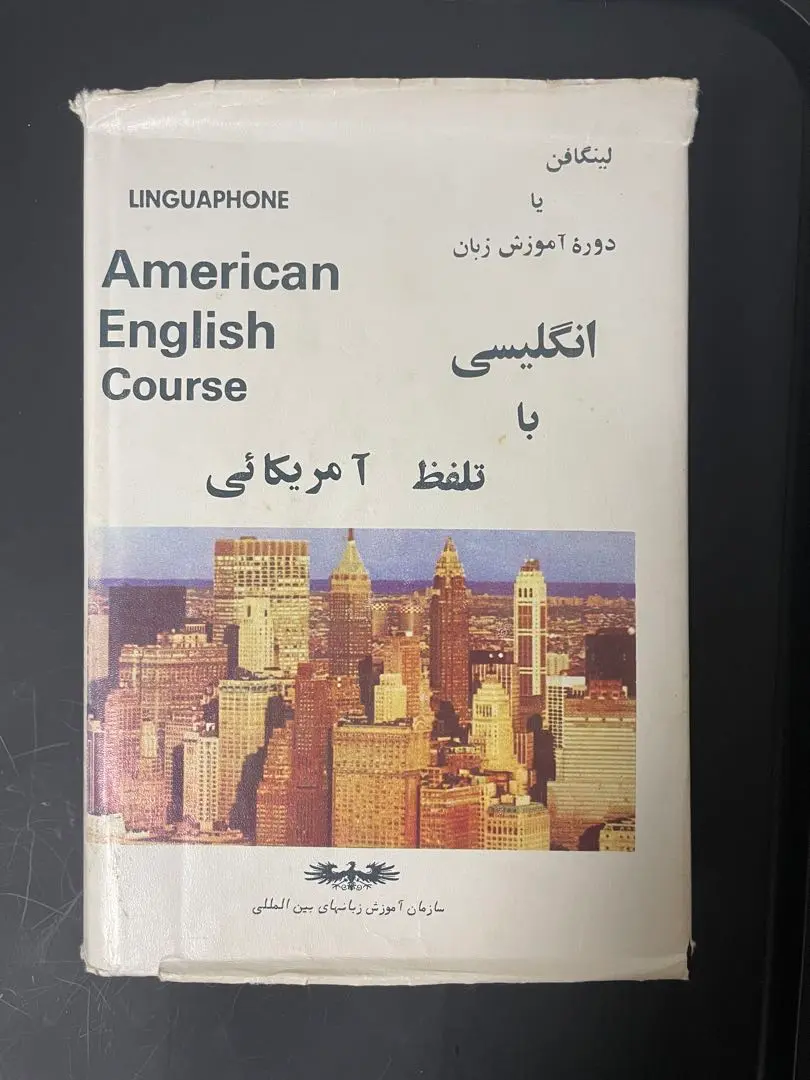 لینگافن
یا
دورهٔ آموزش زبان
LINGUAPHONE
American
English
Course
انگلیسی
با
تلفظ آمریکائی
سازمان آموزش زبانهای بین المللی